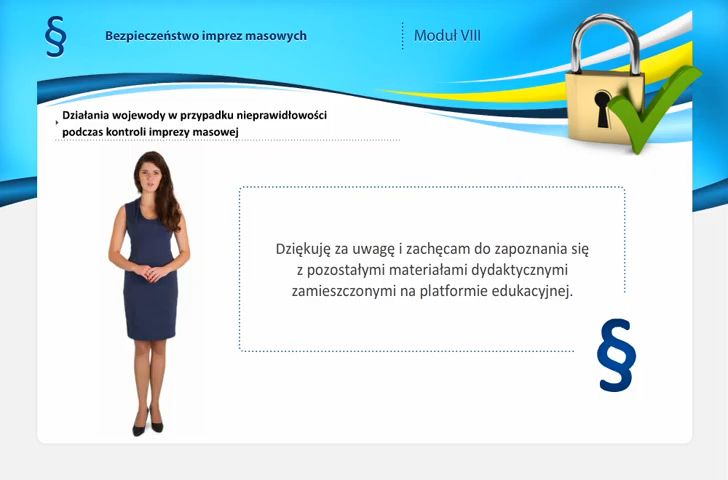 §
Bezpieczeństwo imprez masowych
Moduł VIII
Działania wojewody w przypadku nieprawidłowości
podczas kontroli imprezy masowej
Dziękuję za uwagę i zachęcam do zapoznania się
z pozostałymi materiałami dydaktycznymi
zamieszczonymi na platformie edukacyjnej.
§